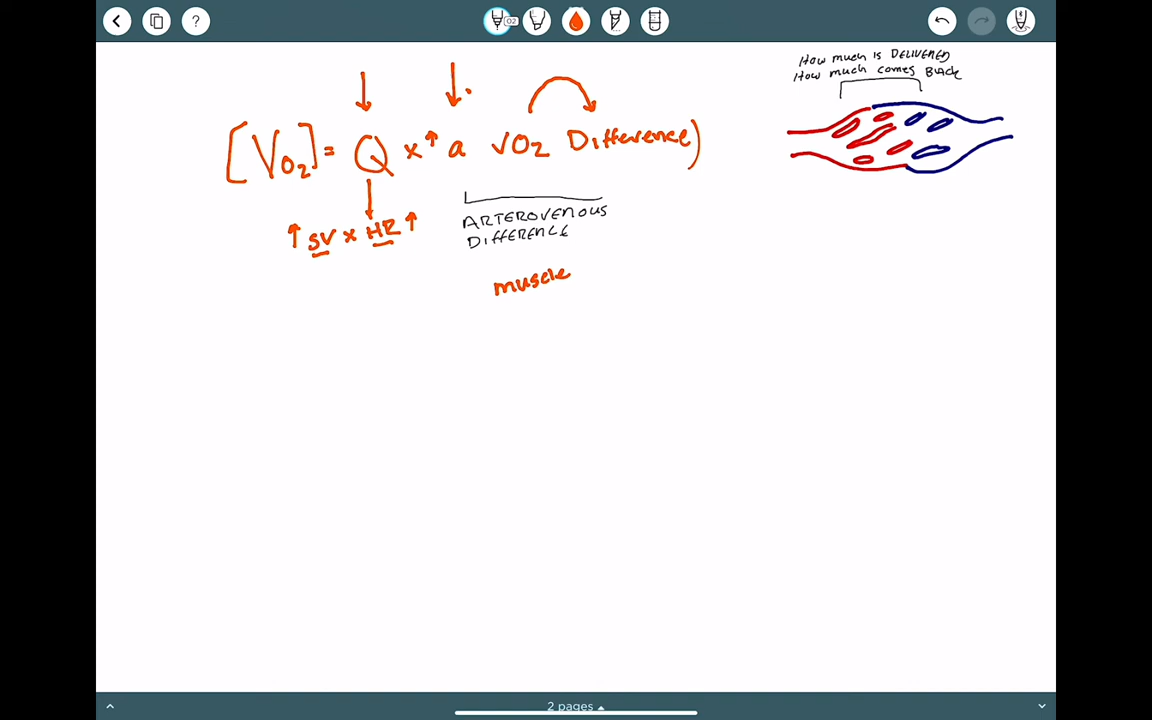 How much is DELIVERED
How much comes BACK
[VO2] = Q x ↑ a VO2 Difference)
↑ SV x HR ↑
ARTEROVENOUS
DIFFERENCE
muscle
2 pages